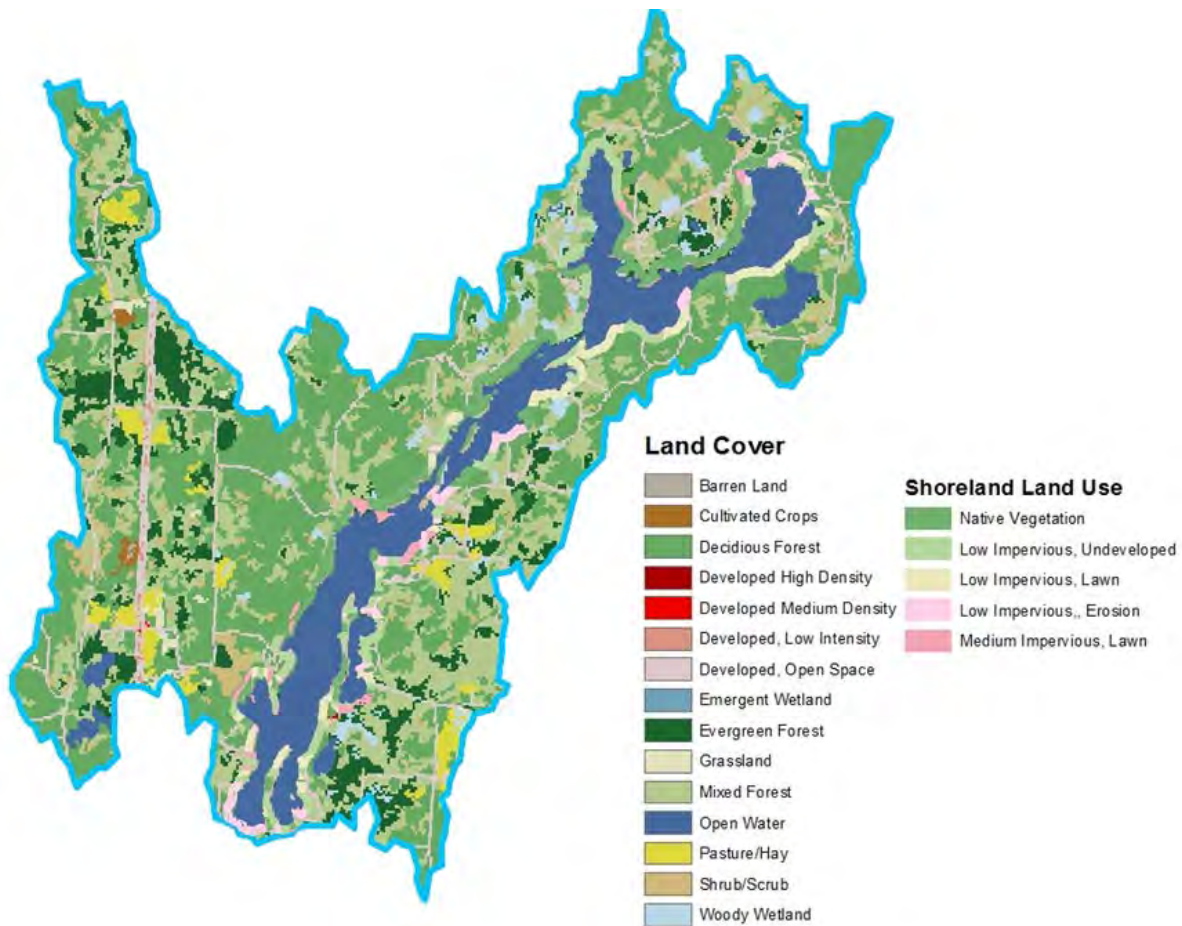 Land Cover
Barren Land
Cultivated Crops
Decidious Forest
Developed High Density
Developed Medium Density
Developed, Low Intensity
Developed, Open Space
Emergent Wetland
Evergreen Forest
Grassland
Mixed Forest
Open Water
Pasture/Hay
Shrub/Scrub
Woody Wetland
Shoreland Land Use
Native Vegetation
Low Impervious, Undeveloped
Low Impervious, Lawn
Low Impervious,, Erosion
Medium Impervious, Lawn